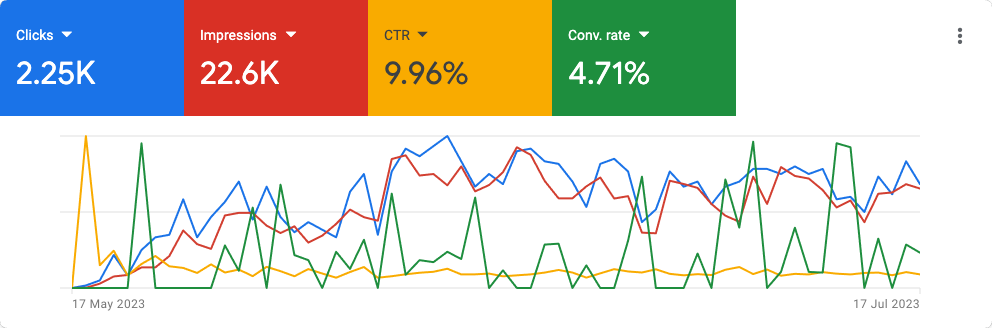 Clicks
Impressions
CTR
Conv. rate
2.25K
22.6K
9.96%
4.71%
17 May 2023
17 Jul 2023